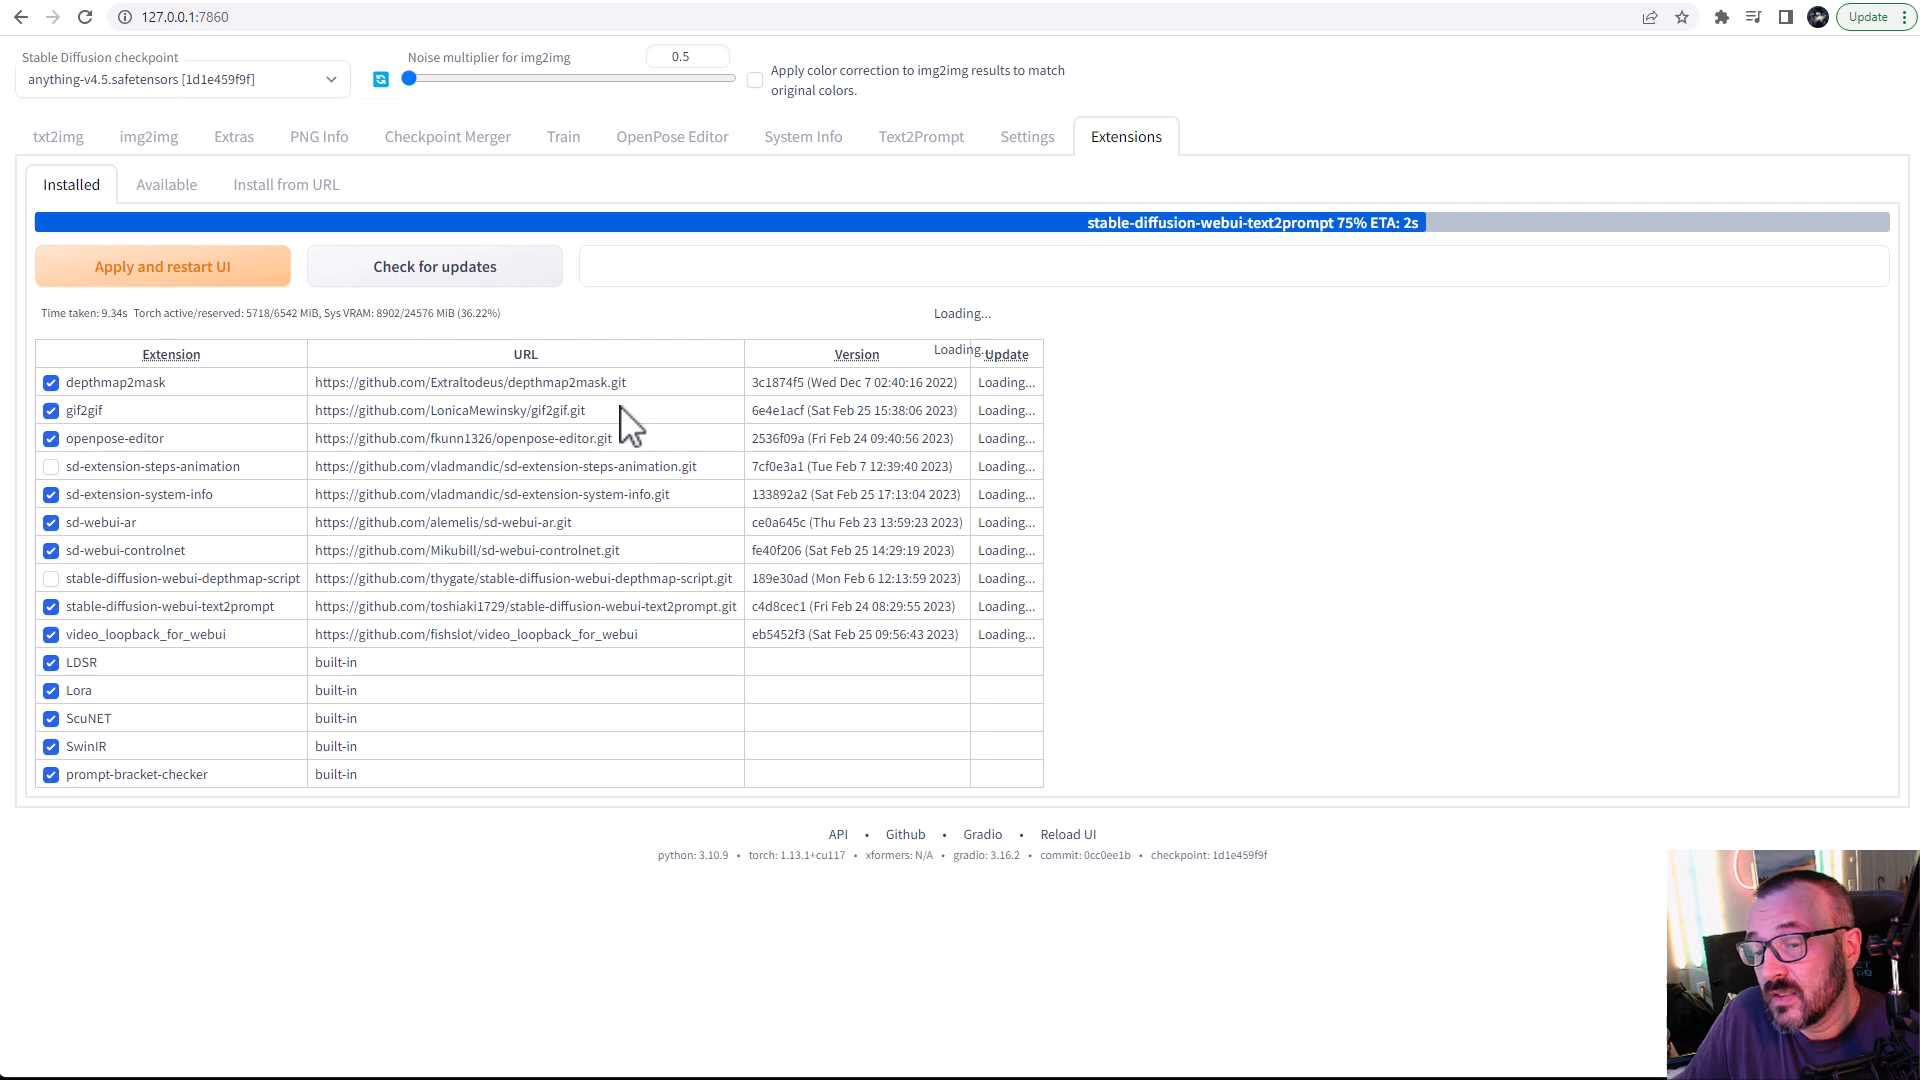 127.0.0.1:7860
Update
Stable Diffusion checkpoint
anything-v4.5.safetensors [1d1e459f9f]
Noise multiplier for img2img
0.5
Apply color correction to img2img results to match
original colors.
txt2img img2img Extras PNG Info Checkpoint Merger Train OpenPose Editor System Info Text2Prompt Settings Extensions
Installed Available Install from URL
stable-diffusion-webui-text2prompt 75% ETA: 2s
Apply and restart UI Check for updates
Time taken: 9.34s Torch active/reserved: 5718/6542 MiB, Sys VRAM: 8902/24576 MiB (36.22%)
Loading...
Loading...
Extension URL Version Update
depthmap2mask https://github.com/Extraltodeus/depthmap2mask.git 3c1874f5 (Wed Dec 7 02:40:16 2022) Loading...
gif2gif https://github.com/LonicaMewinsky/gif2gif.git 6e4e1acf (Sat Feb 25 15:38:06 2023) Loading...
openpose-editor https://github.com/fkunn1326/openpose-editor.git 2536f09a (Fri Feb 24 09:40:56 2023) Loading...
sd-extension-steps-animation https://github.com/vladmandic/sd-extension-steps-animation.git 7cf0e3a1 (Tue Feb 7 12:39:40 2023) Loading...
sd-extension-system-info https://github.com/vladmandic/sd-extension-system-info.git 133892a2 (Sat Feb 25 17:13:04 2023) Loading...
sd-webui-ar https://github.com/alemelis/sd-webui-ar.git ce0a645c (Thu Feb 23 13:59:23 2023) Loading...
sd-webui-controlnet https://github.com/Mikubill/sd-webui-controlnet.git fe40f206 (Sat Feb 25 14:29:19 2023) Loading...
stable-diffusion-webui-depthmap-script https://github.com/thygate/stable-diffusion-webui-depthmap-script.git 189e30ad (Mon Feb 6 12:13:59 2023) Loading...
stable-diffusion-webui-text2prompt https://github.com/toshiaki1729/stable-diffusion-webui-text2prompt.git c4d8cec1 (Fri Feb 24 08:29:55 2023) Loading...
video_loopback_for_webui https://github.com/fishslot/video_loopback_for_webui eb5452f3 (Sat Feb 25 09:56:43 2023) Loading...
LDSR built-in
Lora built-in
ScuNET built-in
SwinIR built-in
prompt-bracket-checker built-in
API • Github • Gradio • Reload UI
python: 3.10.9 • torch: 1.13.1+cu117 • xformers: N/A • gradio: 3.16.2 • commit: 0cc0ee1b • checkpoint: 1d1e459f9f